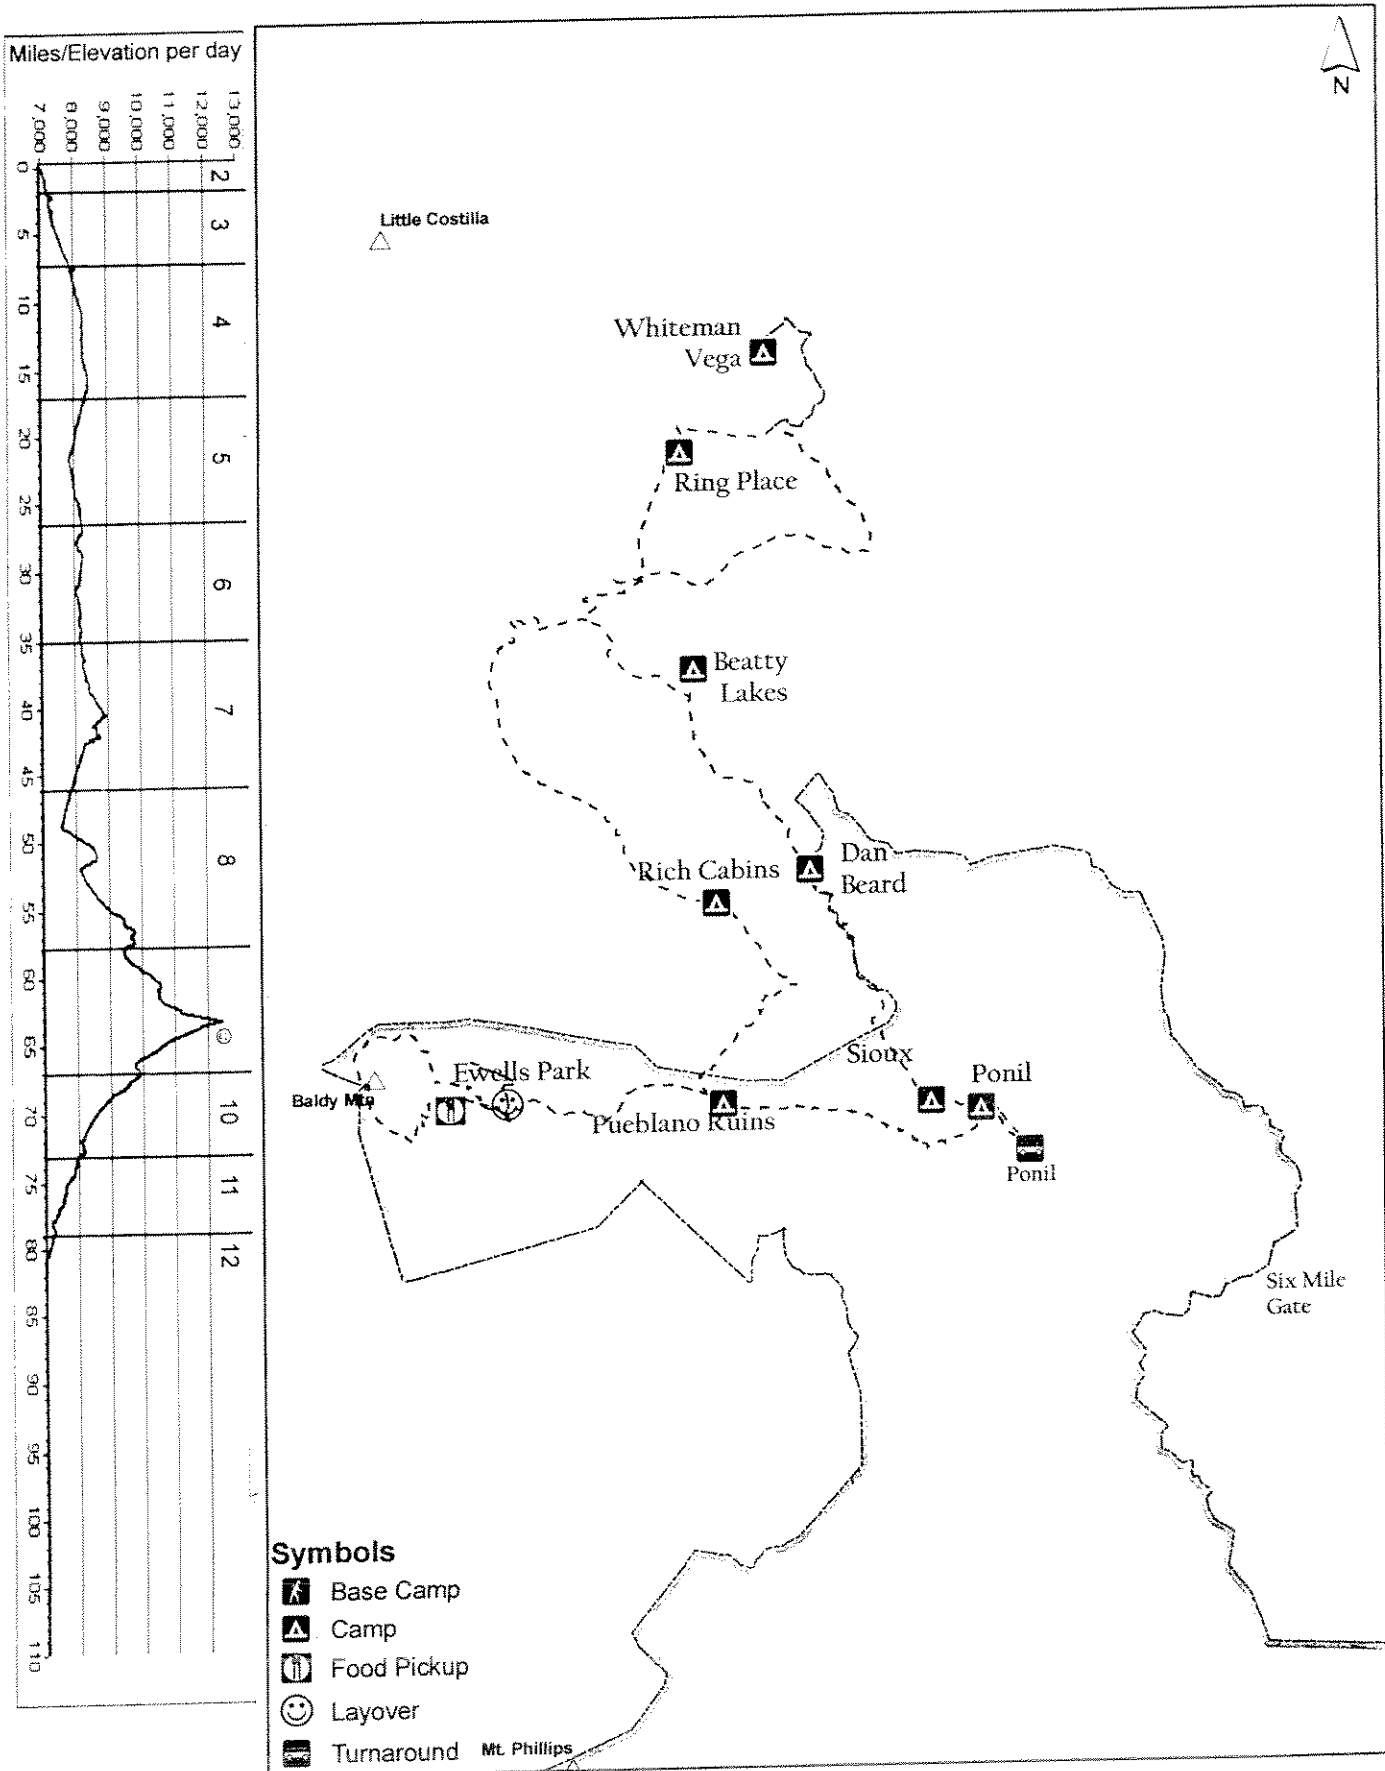 Miles/Elevation per day
13,000
12,000
11,000
10,000
9,000
8,000
7,000
0
5
10
15
20
25
30
35
40
45
50
55
60
65
70
75
80
85
90
95
100
105
110
2
3
4
5
6
7
8
10
11
12
N
Little Costilla
Whiteman
Vega
Ring Place
Beatty
Lakes
Dan
Beard
Rich Cabins
Sioux
Ponil
Ewells Park
Baldy Mtn
Pueblano Ruins
Ponil
Six Mile
Gate
Symbols
Base Camp
Camp
Food Pickup
Layover
Turnaround
Mt. Phillips